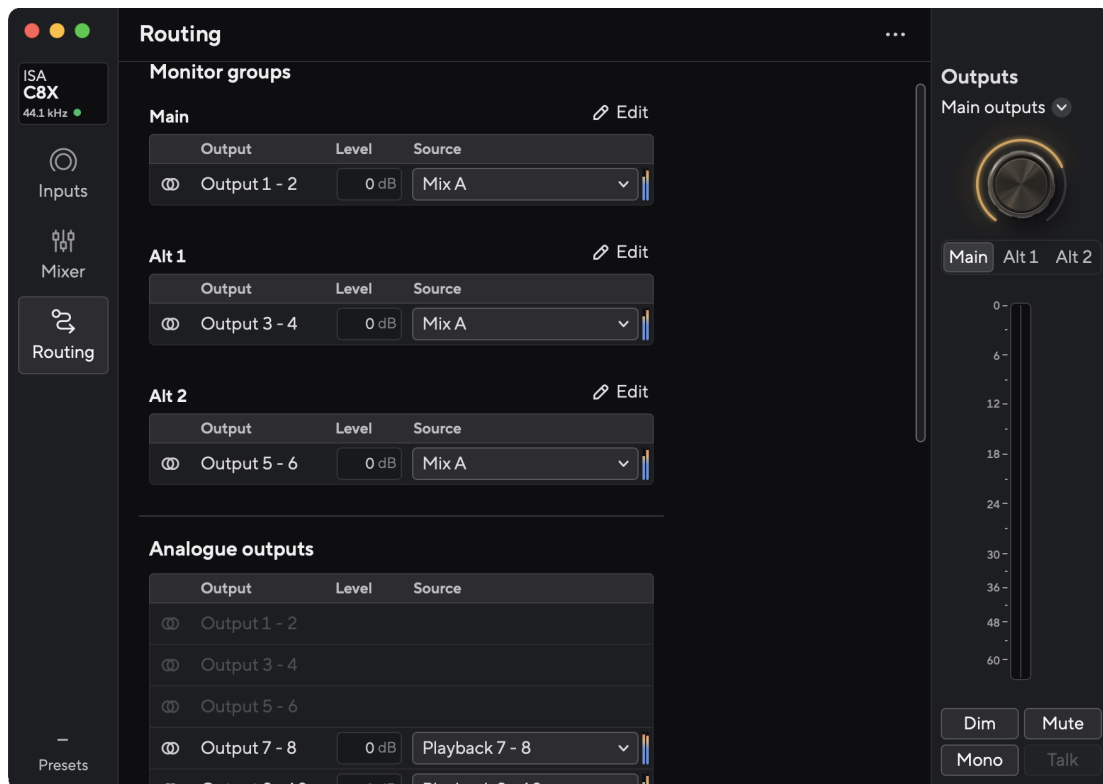 Routing
ISA
C8X
44.1 kHz
Inputs
Mixer
Routing
Presets
Monitor groups
Main
Edit
Output Level Source
Output 1 - 2 0 dB Mix A
Alt 1
Edit
Output Level Source
Output 3 - 4 0 dB Mix A
Alt 2
Edit
Output Level Source
Output 5 - 6 0 dB Mix A
Analogue outputs
Output Level Source
Output 1 - 2
Output 3 - 4
Output 5 - 6
Output 7 - 8 0 dB Playback 7 - 8
Outputs
Main outputs
Main Alt 1 Alt 2
0
6
12
18
24
30
36
48
60
Dim Mute
Mono Talk